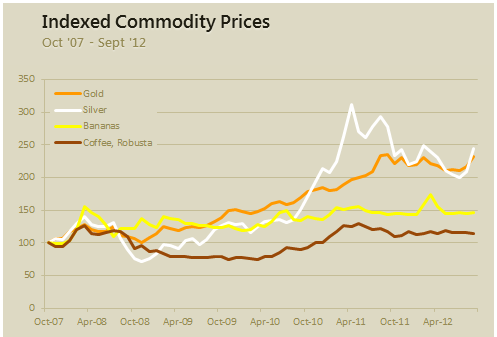 Indexed Commodity Prices
Oct '07 - Sept '12
350
300
250
200
150
100
50
0
Gold
Silver
Bananas
Coffee, Robusta
Oct-07 Apr-08 Oct-08 Apr-09 Oct-09 Apr-10 Oct-10 Apr-11 Oct-11 Apr-12